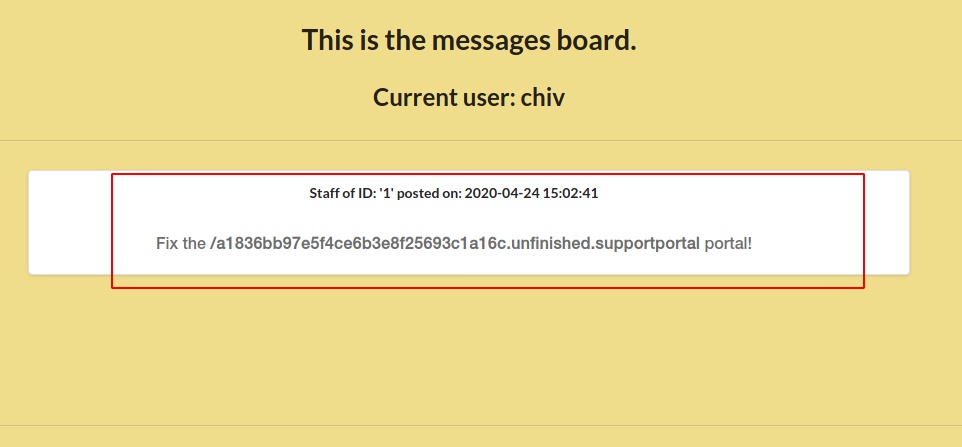 This is the messages board.
Current user: chiv
Staff of ID: '1' posted on: 2020-04-24 15:02:41
Fix the /a1836bb97e5f4ce6b3e8f25693c1a16c.unfinished.supportportal portal!